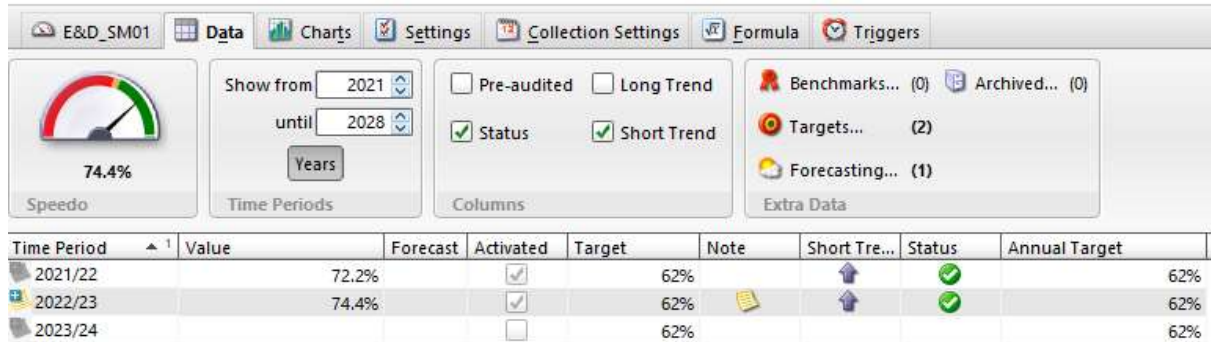 E&D_SM01 Data Charts Settings Collection Settings Formula Triggers
Show from 2021 Pre-audited Long Trend Benchmarks... (0) Archived... (0)
until 2028 Status Short Trend Targets... (2)
74.4% Years Forecasting... (1)
Speedo Time Periods Columns Extra Data
Time Period 1 Value Forecast Activated Target Note Short Tre... Status Annual Target
2021/22 72.2% 62% 62%
2022/23 74.4% 62% 62%
2023/24 62% 62%